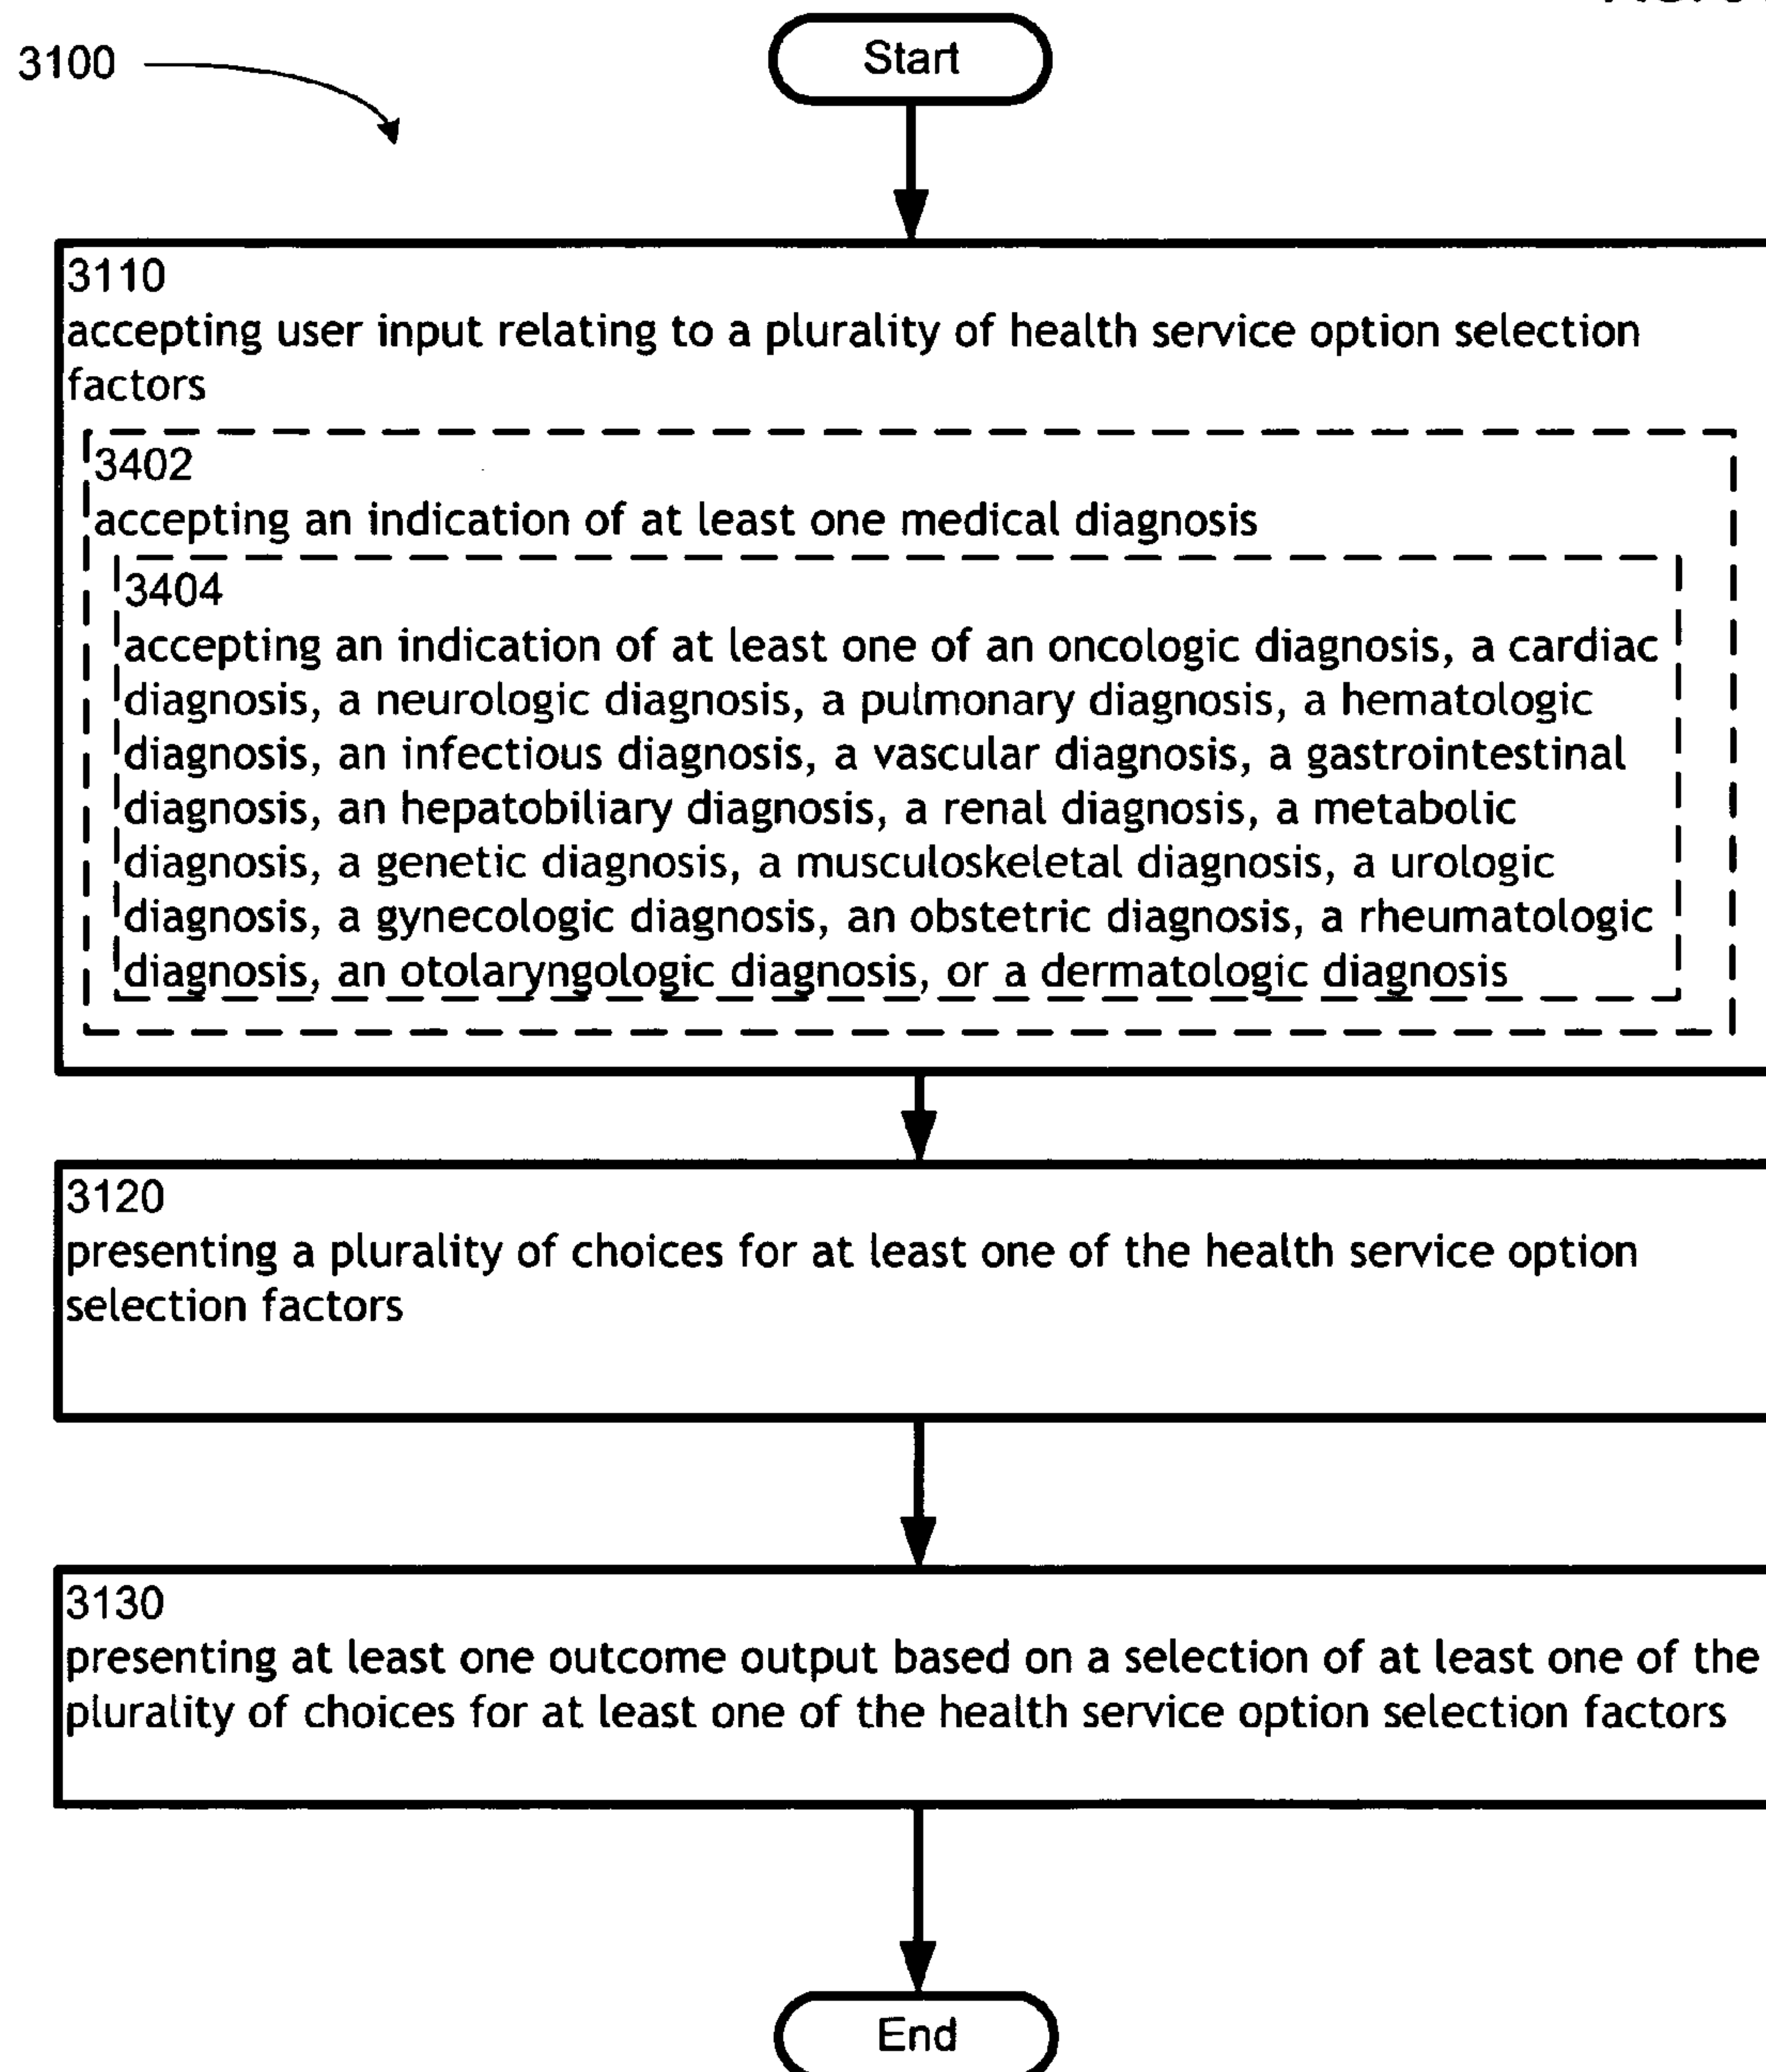 Start
3100
3110
accepting user input relating to a plurality of health service option selection
factors
3402
accepting an indication of at least one medical diagnosis
3404
accepting an indication of at least one of an oncologic diagnosis, a cardiac
diagnosis, a neurologic diagnosis, a pulmonary diagnosis, a hematologic
diagnosis, an infectious diagnosis, a vascular diagnosis, a gastrointestinal
diagnosis, an hepatobiliary diagnosis, a renal diagnosis, a metabolic
diagnosis, a genetic diagnosis, a musculoskeletal diagnosis, a urologic
diagnosis, a gynecologic diagnosis, an obstetric diagnosis, a rheumatologic
diagnosis, an otolaryngologic diagnosis, or a dermatologic diagnosis
3120
presenting a plurality of choices for at least one of the health service option
selection factors
3130
presenting at least one outcome output based on a selection of at least one of the
plurality of choices for at least one of the health service option selection factors
End